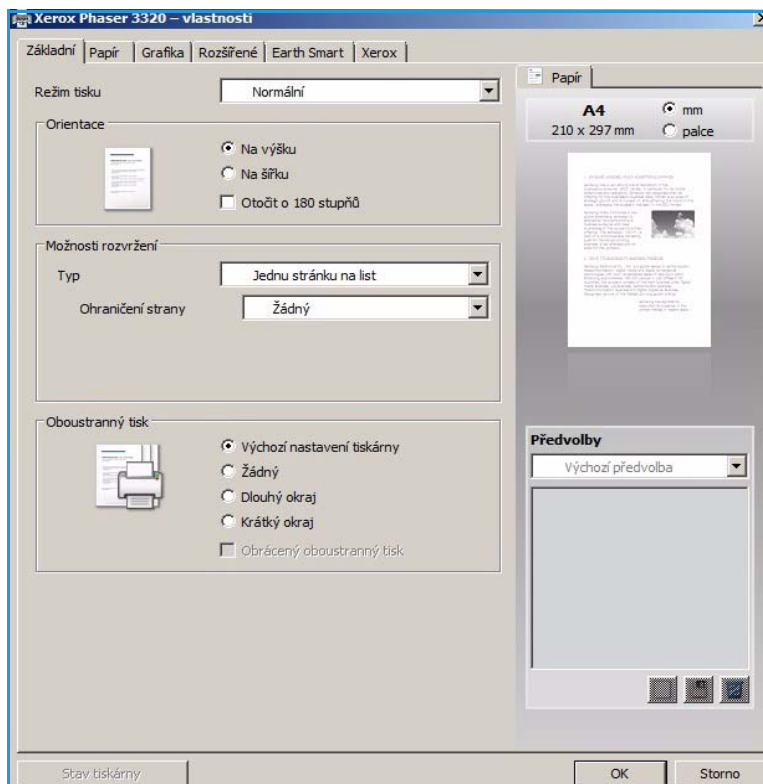 Xerox Phaser 3320 – vlastnosti
Základní Papír Grafika Rozšířené Earth Smart Xerox
Režim tisku Normální
Orientace
Na výšku
Na šířku
Otočit o 180 stupňů
Možnosti rozvržení
Typ Jednu stránku na list
Ohraničení strany Žádný
Oboustranný tisk
Výchozí nastavení tiskárny
Žádný
Dlouhý okraj
Krátký okraj
Obrácený oboustranný tisk
Papír
A4 mm
210 x 297 mm palce
Předvolby
Výchozí předvolba
Stav tiskárny OK Storno